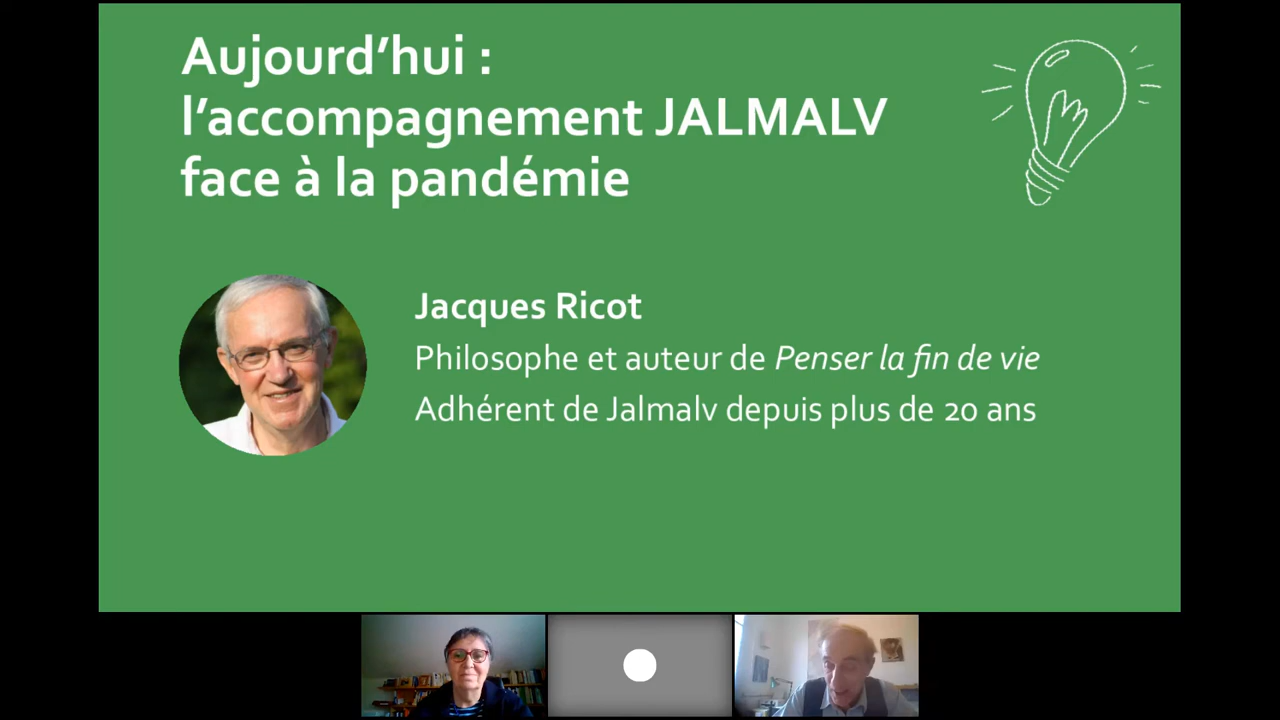 Aujourd’hui :
l’accompagnement JALMALV
face à la pandémie
Jacques Ricot
Philosophe et auteur de Penser la fin de vie
Adhérent de Jalmalv depuis plus de 20 ans